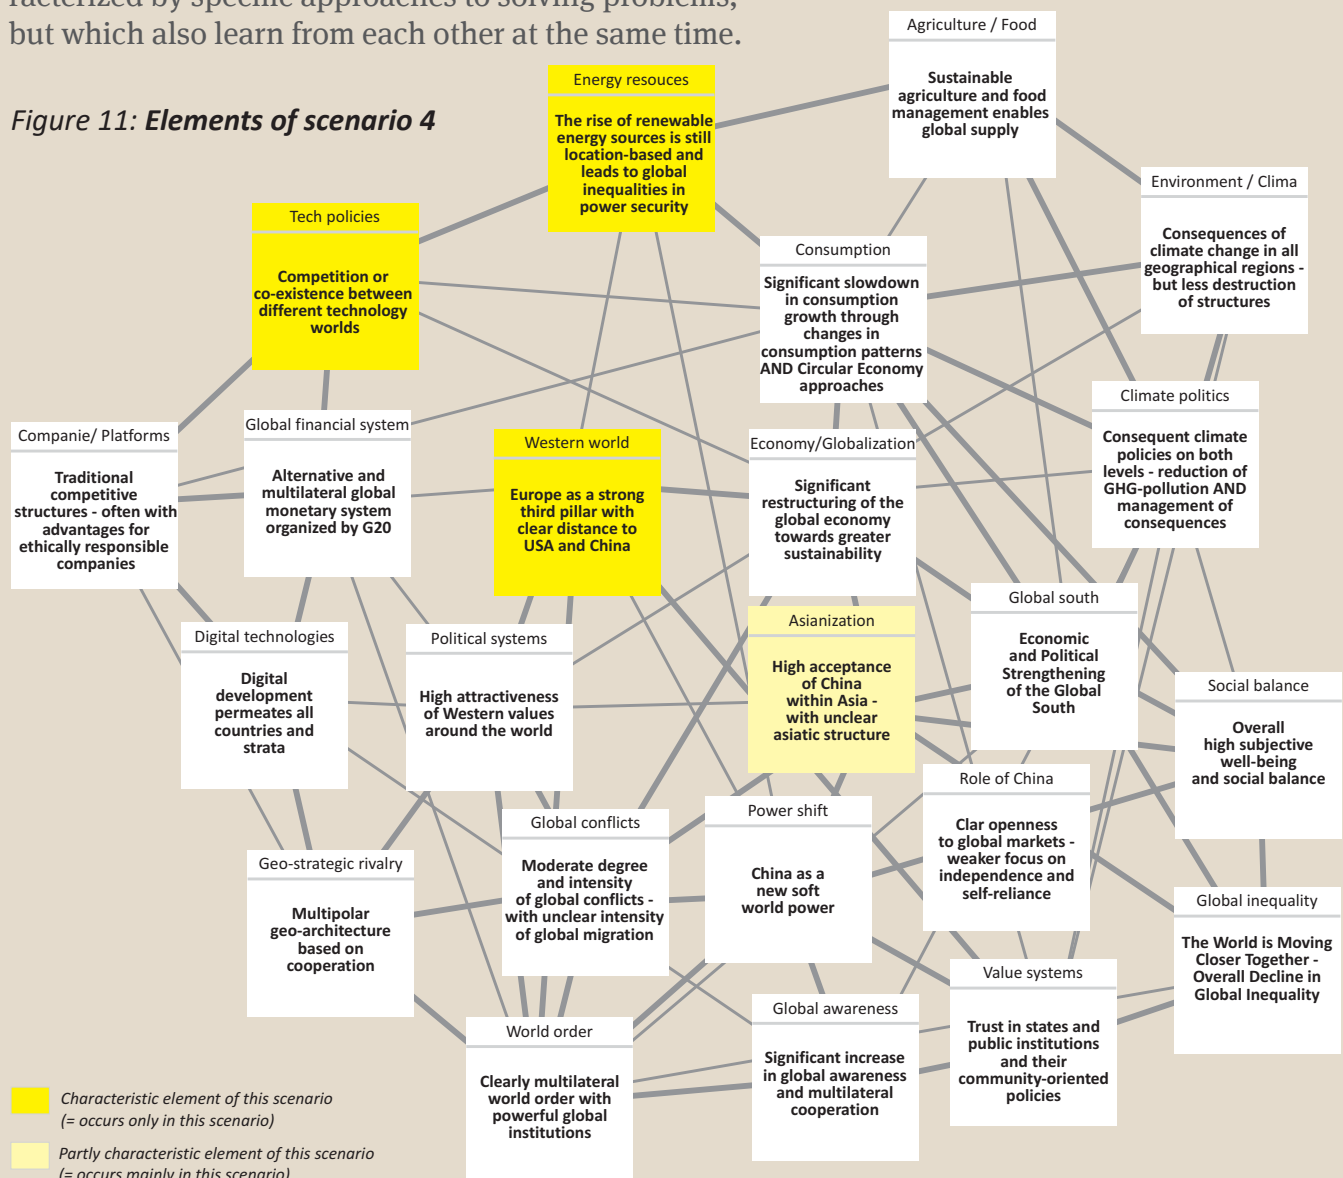 racterized by specific approaches to solving problems,
but which also learn from each other at the same time.
Figure 11: Elements of scenario 4
Agriculture / Food
Sustainable
agriculture and food
management enables
global supply
Energy resouces
The rise of renewable
energy sources is still
location-based and
leads to global
inequalities in
power security
Environment / Clima
Consequences of
climate change in all
geographical regions -
but less destruction
of structures
Tech policies
Competition or
co-existence between
different technology
worlds
Consumption
Significant slowdown
in consumption
growth through
changes in
consumption patterns
AND Circular Economy
approaches
Climate politics
Consequent climate
policies on both
levels - reduction of
GHG-pollution AND
management of
consequences
Companie/ Platforms
Traditional
competitive
structures - often with
advantages for
ethically responsible
companies
Global financial system
Alternative and
multilateral global
monetary system
organized by G20
Western world
Europe as a strong
third pillar with
clear distance to
USA and China
Economy/Globalization
Significant
restructuring of the
global economy
towards greater
sustainability
Global south
Economic
and Political
Strengthening
of the Global
South
Asianization
High acceptance
of China
within Asia -
with unclear
asiatic structure
Digital technologies
Digital
development
permeates all
countries and
strata
Political systems
High attractiveness
of Western values
around the world
Social balance
Overall
high subjective
well-being
and social balance
Role of China
Clar openness
to global markets -
weaker focus on
independence and
self-reliance
Power shift
China as a
new soft
world power
Global conflicts
Moderate degree
and intensity
of global conflicts -
with unclear intensity
of global migration
Geo-strategic rivalry
Multipolar
geo-architecture
based on
cooperation
Global inequality
The World is Moving
Closer Together -
Overall Decline in
Global Inequality
Value systems
Trust in states and
public institutions
and their
community-oriented
policies
Global awareness
Significant increase
in global awareness
and multilateral
cooperation
World order
Clearly multilateral
world order with
powerful global
institutions
Characteristic element of this scenario
(= occurs only in this scenario)
Partly characteristic element of this scenario
(= occurs mainly in this scenario)